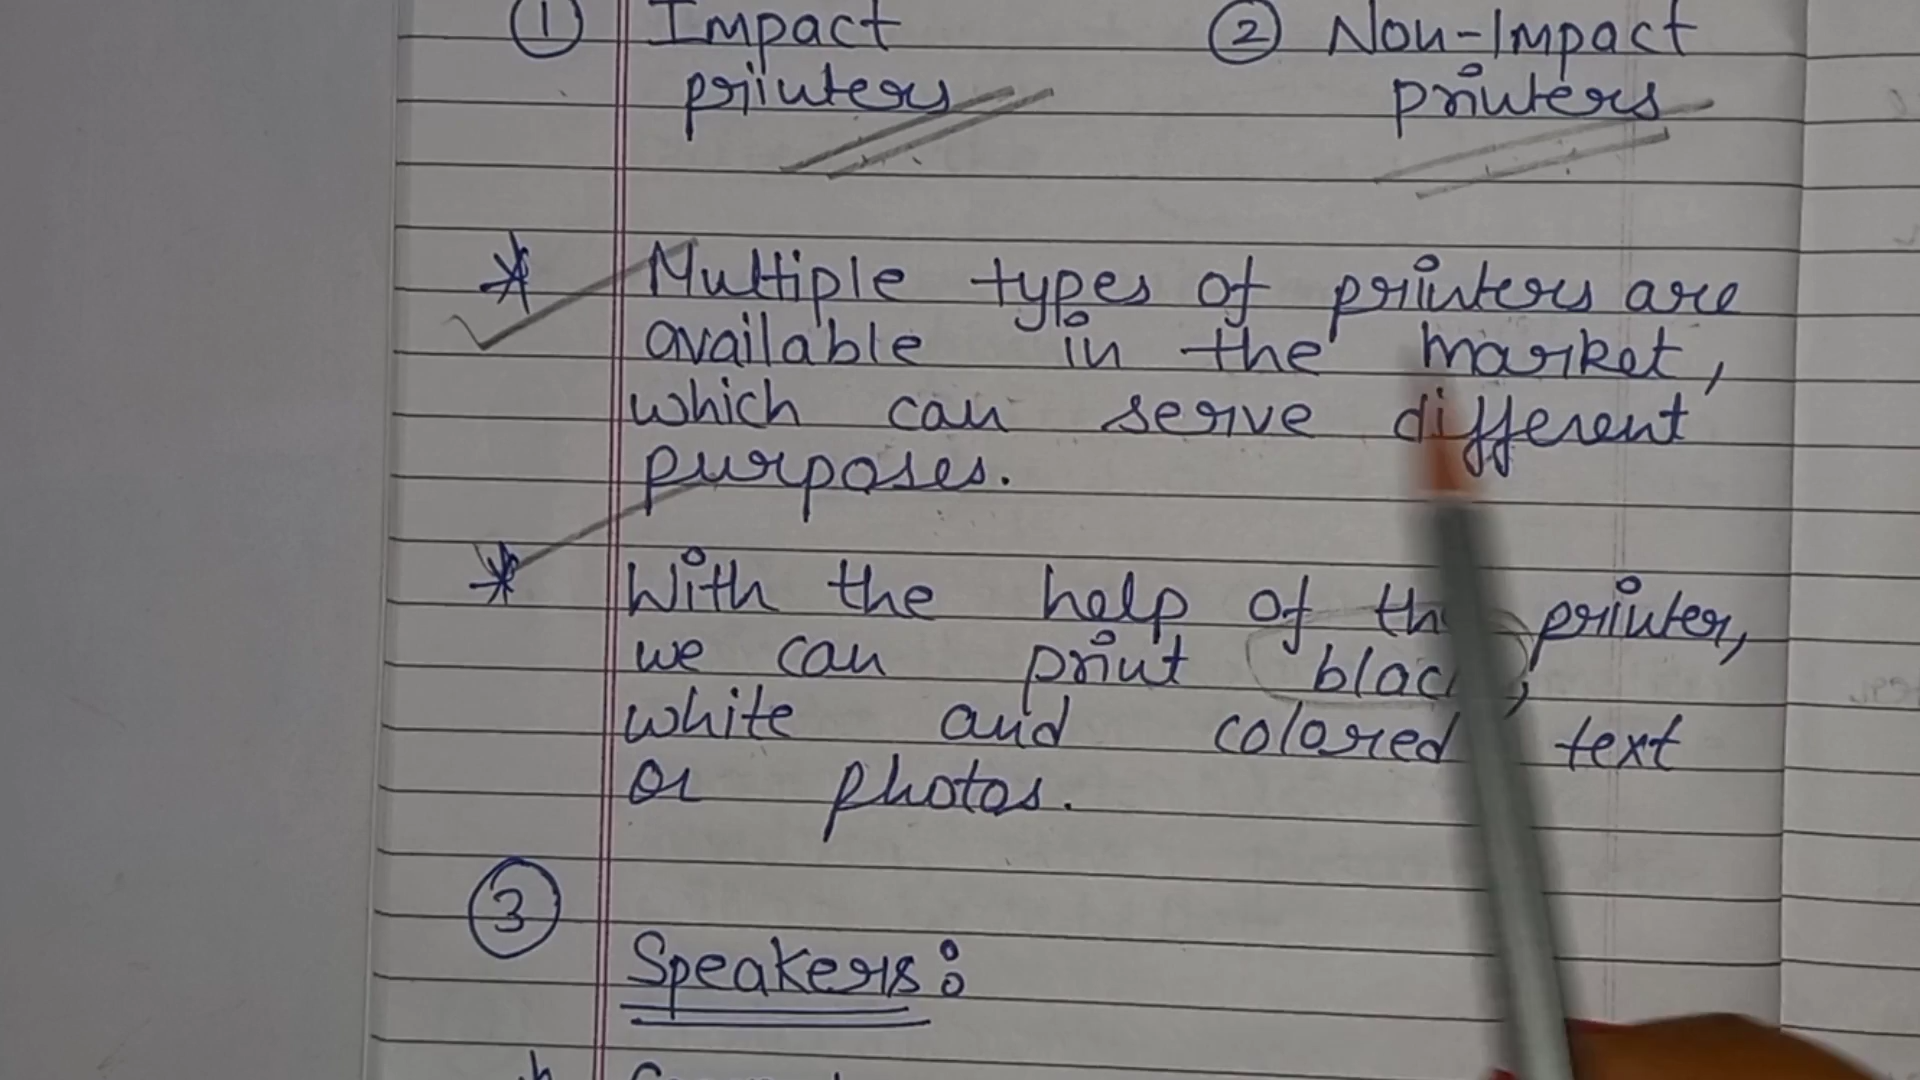 ① Impact ② Non-Impact
printers printers
* Multiple types of printers are
available in the market,
which can serve different
purposes.
* With the help of the printer,
we can print black,
white and colored text
or photos.
③
Speakers: